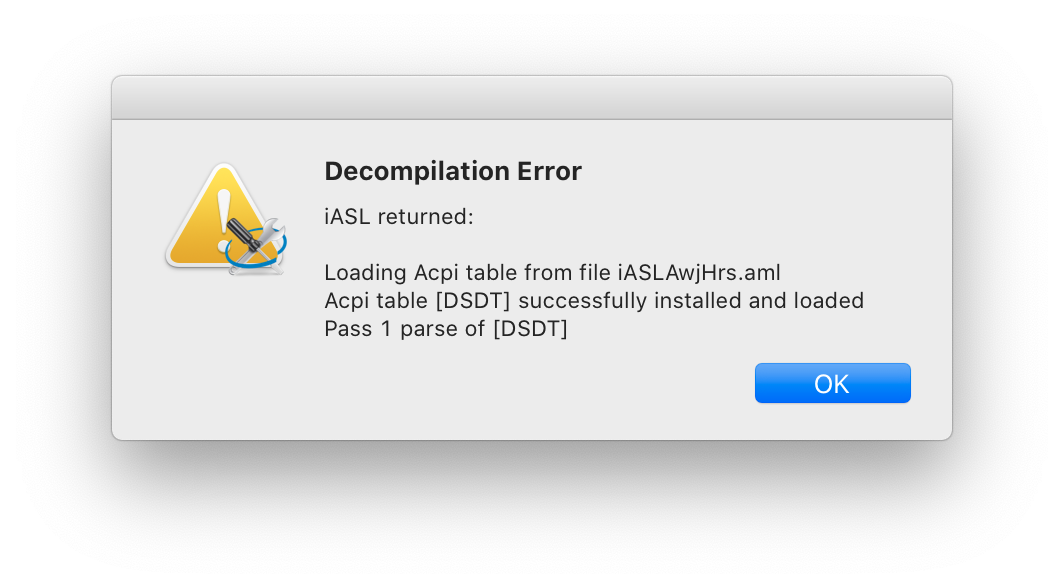 Decompilation Error
iASL returned:
Loading Acpi table from file iASLAwjHrs.aml
Acpi table [DSDT] successfully installed and loaded
Pass 1 parse of [DSDT]
OK